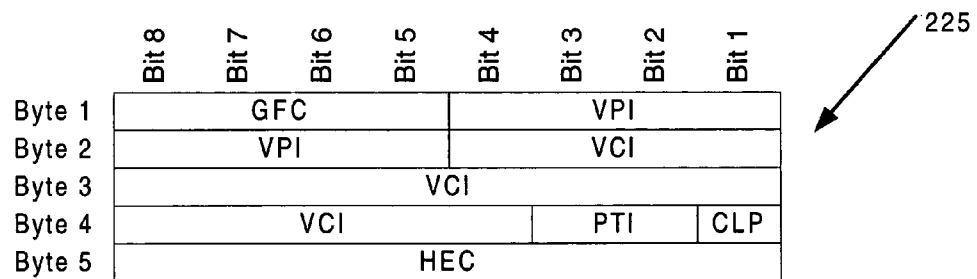 225
Bit 8 Bit 7 Bit 6 Bit 5 Bit 4 Bit 3 Bit 2 Bit 1
Byte 1 GFC VPI
Byte 2 VPI VCI
Byte 3 VCI
Byte 4 VCI PTI CLP
Byte 5 HEC